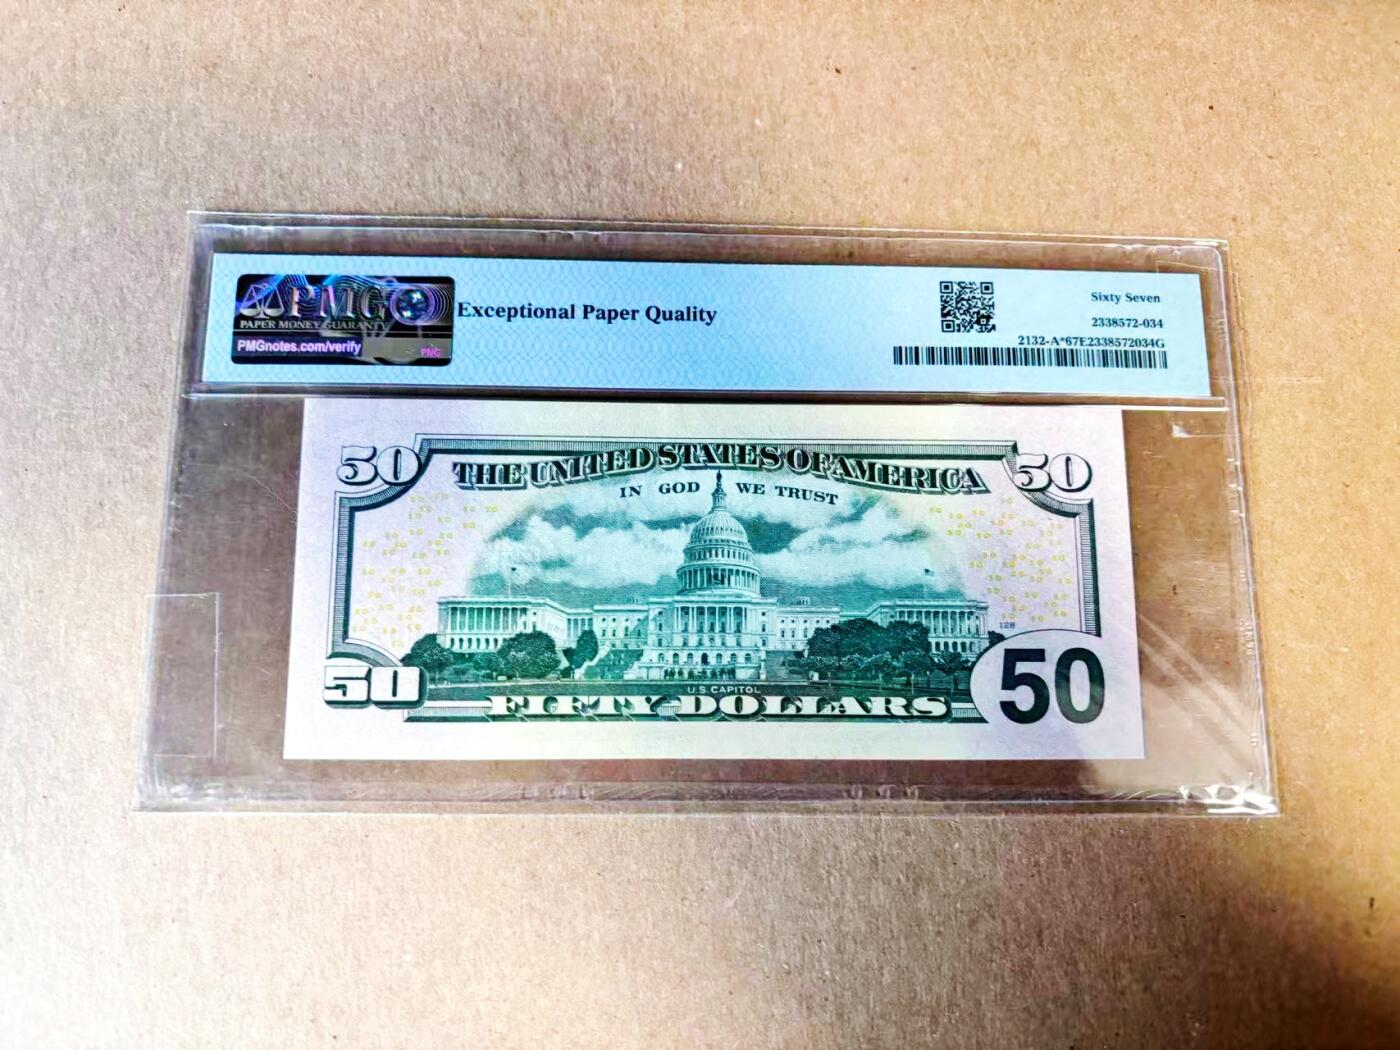 PMG
PAPER MONEY GUARANTY
PMGnotes.com/verify
PNG
Exceptional Paper Quality
Sixty Seven
2338572-034
2132-A*67E2338572034G
50
THE UNITED STATES OF AMERICA
50
IN GOD WE TRUST
128
50
U.S. CAPITOL
FIFTY DOLLARS
50